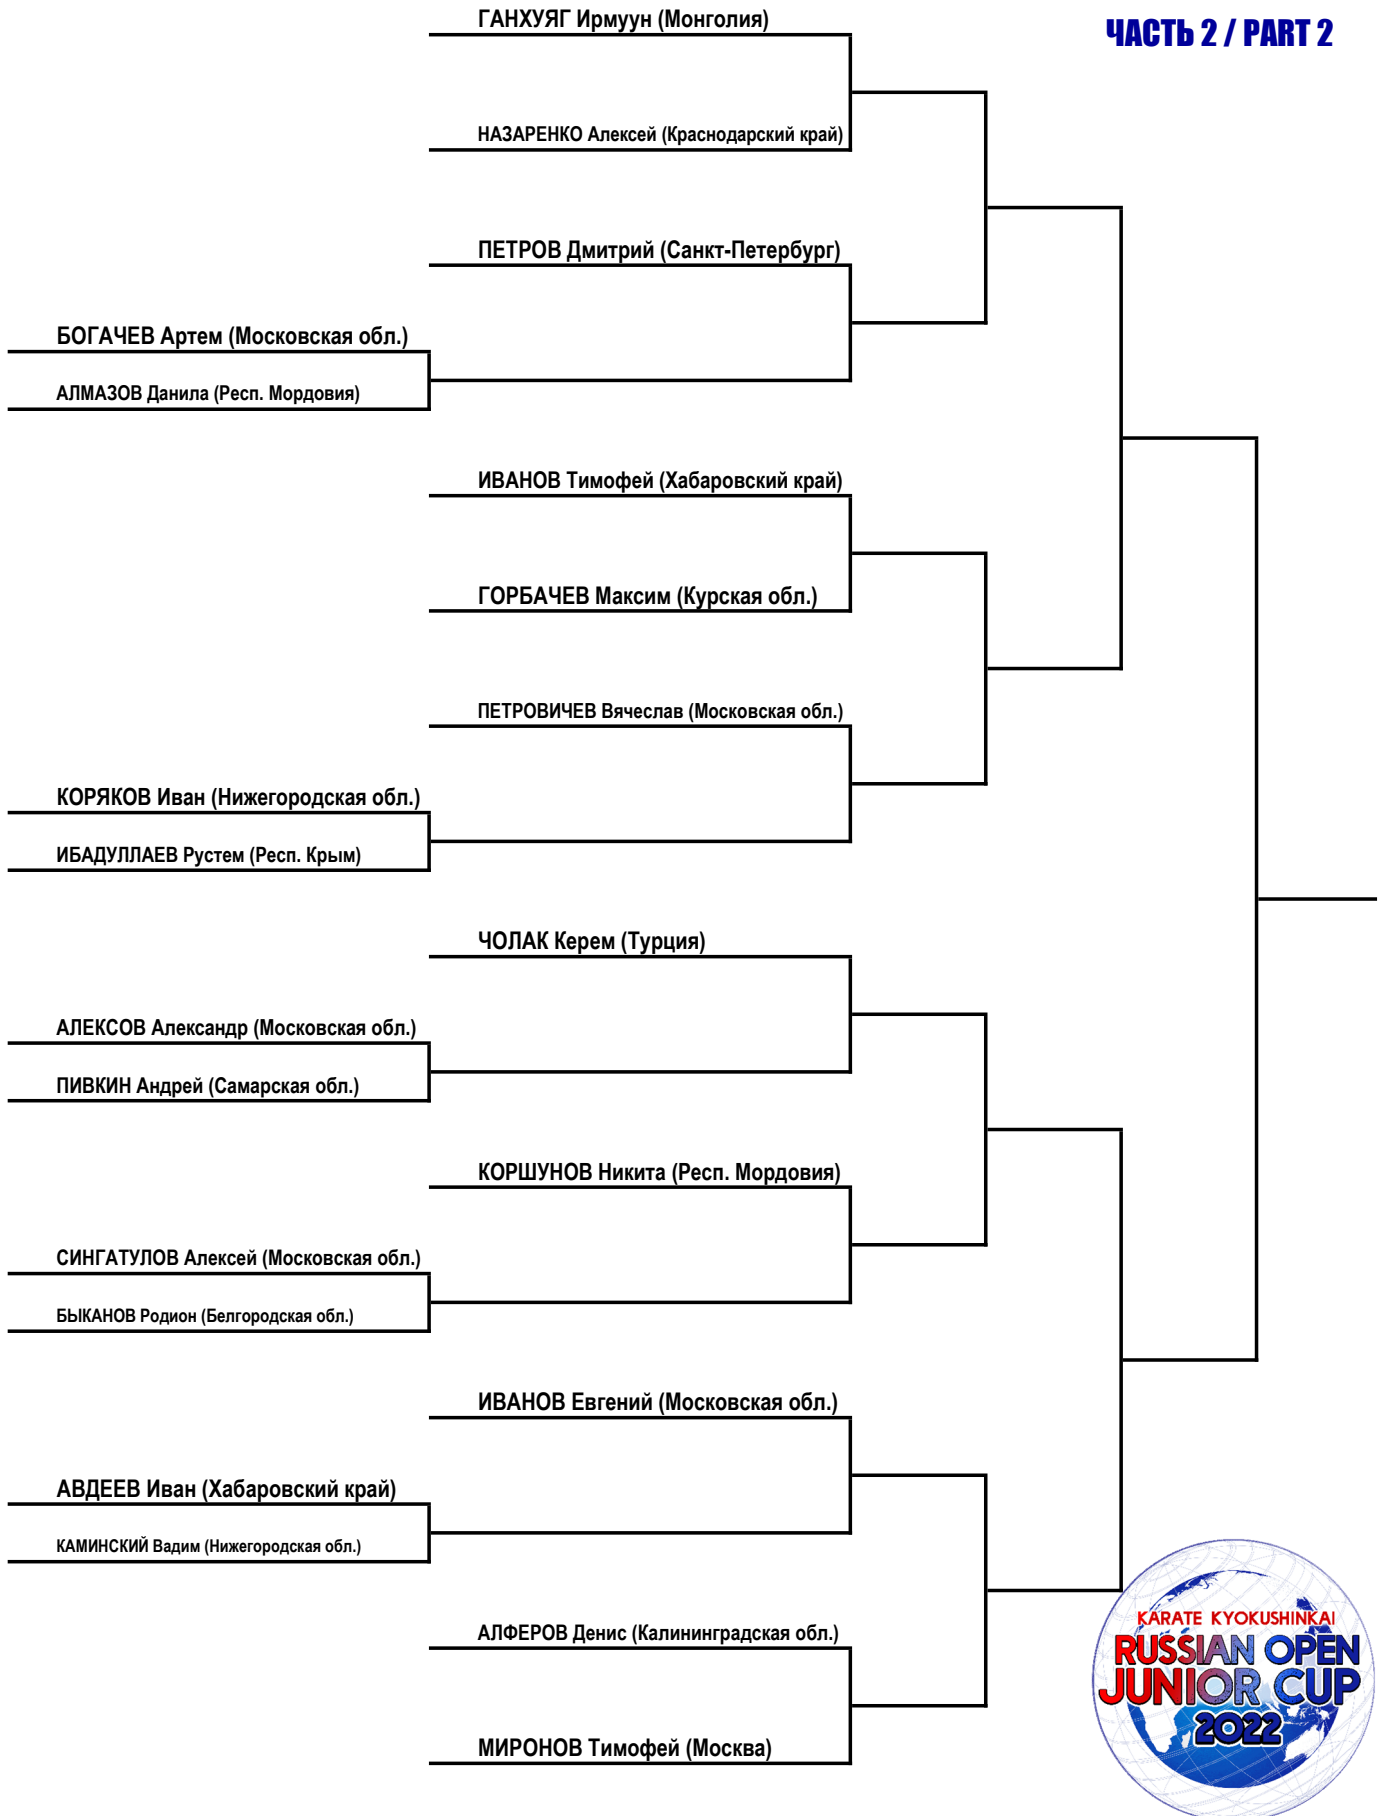 ГАНХУЯГ Ирмуун (Монголия)
ЧАСТЬ 2 / PART 2
НАЗАРЕНКО Алексей (Краснодарский край)
ПЕТРОВ Дмитрий (Санкт-Петербург)
БОГАЧЕВ Артем (Московская обл.)
АЛМАЗОВ Данила (Респ. Мордовия)
ИВАНОВ Тимофей (Хабаровский край)
ГОРБАЧЕВ Максим (Курская обл.)
ПЕТРОВИЧЕВ Вячеслав (Московская обл.)
КОРЯКОВ Иван (Нижегородская обл.)
ИБАДУЛЛАЕВ Рустем (Респ. Крым)
ЧОЛАК Керем (Турция)
АЛЕКСОВ Александр (Московская обл.)
ПИВКИН Андрей (Самарская обл.)
КОРШУНОВ Никита (Респ. Мордовия)
СИНГАТУЛОВ Алексей (Московская обл.)
БЫКАНОВ Родион (Белгородская обл.)
ИВАНОВ Евгений (Московская обл.)
АВДЕЕВ Иван (Хабаровский край)
КАМИНСКИЙ Вадим (Нижегородская обл.)
АЛФЕРОВ Денис (Калининградская обл.)
МИРОНОВ Тимофей (Москва)
KARATE KYOKUSHINKAI
RUSSIAN OPEN
JUNIOR CUP
2022